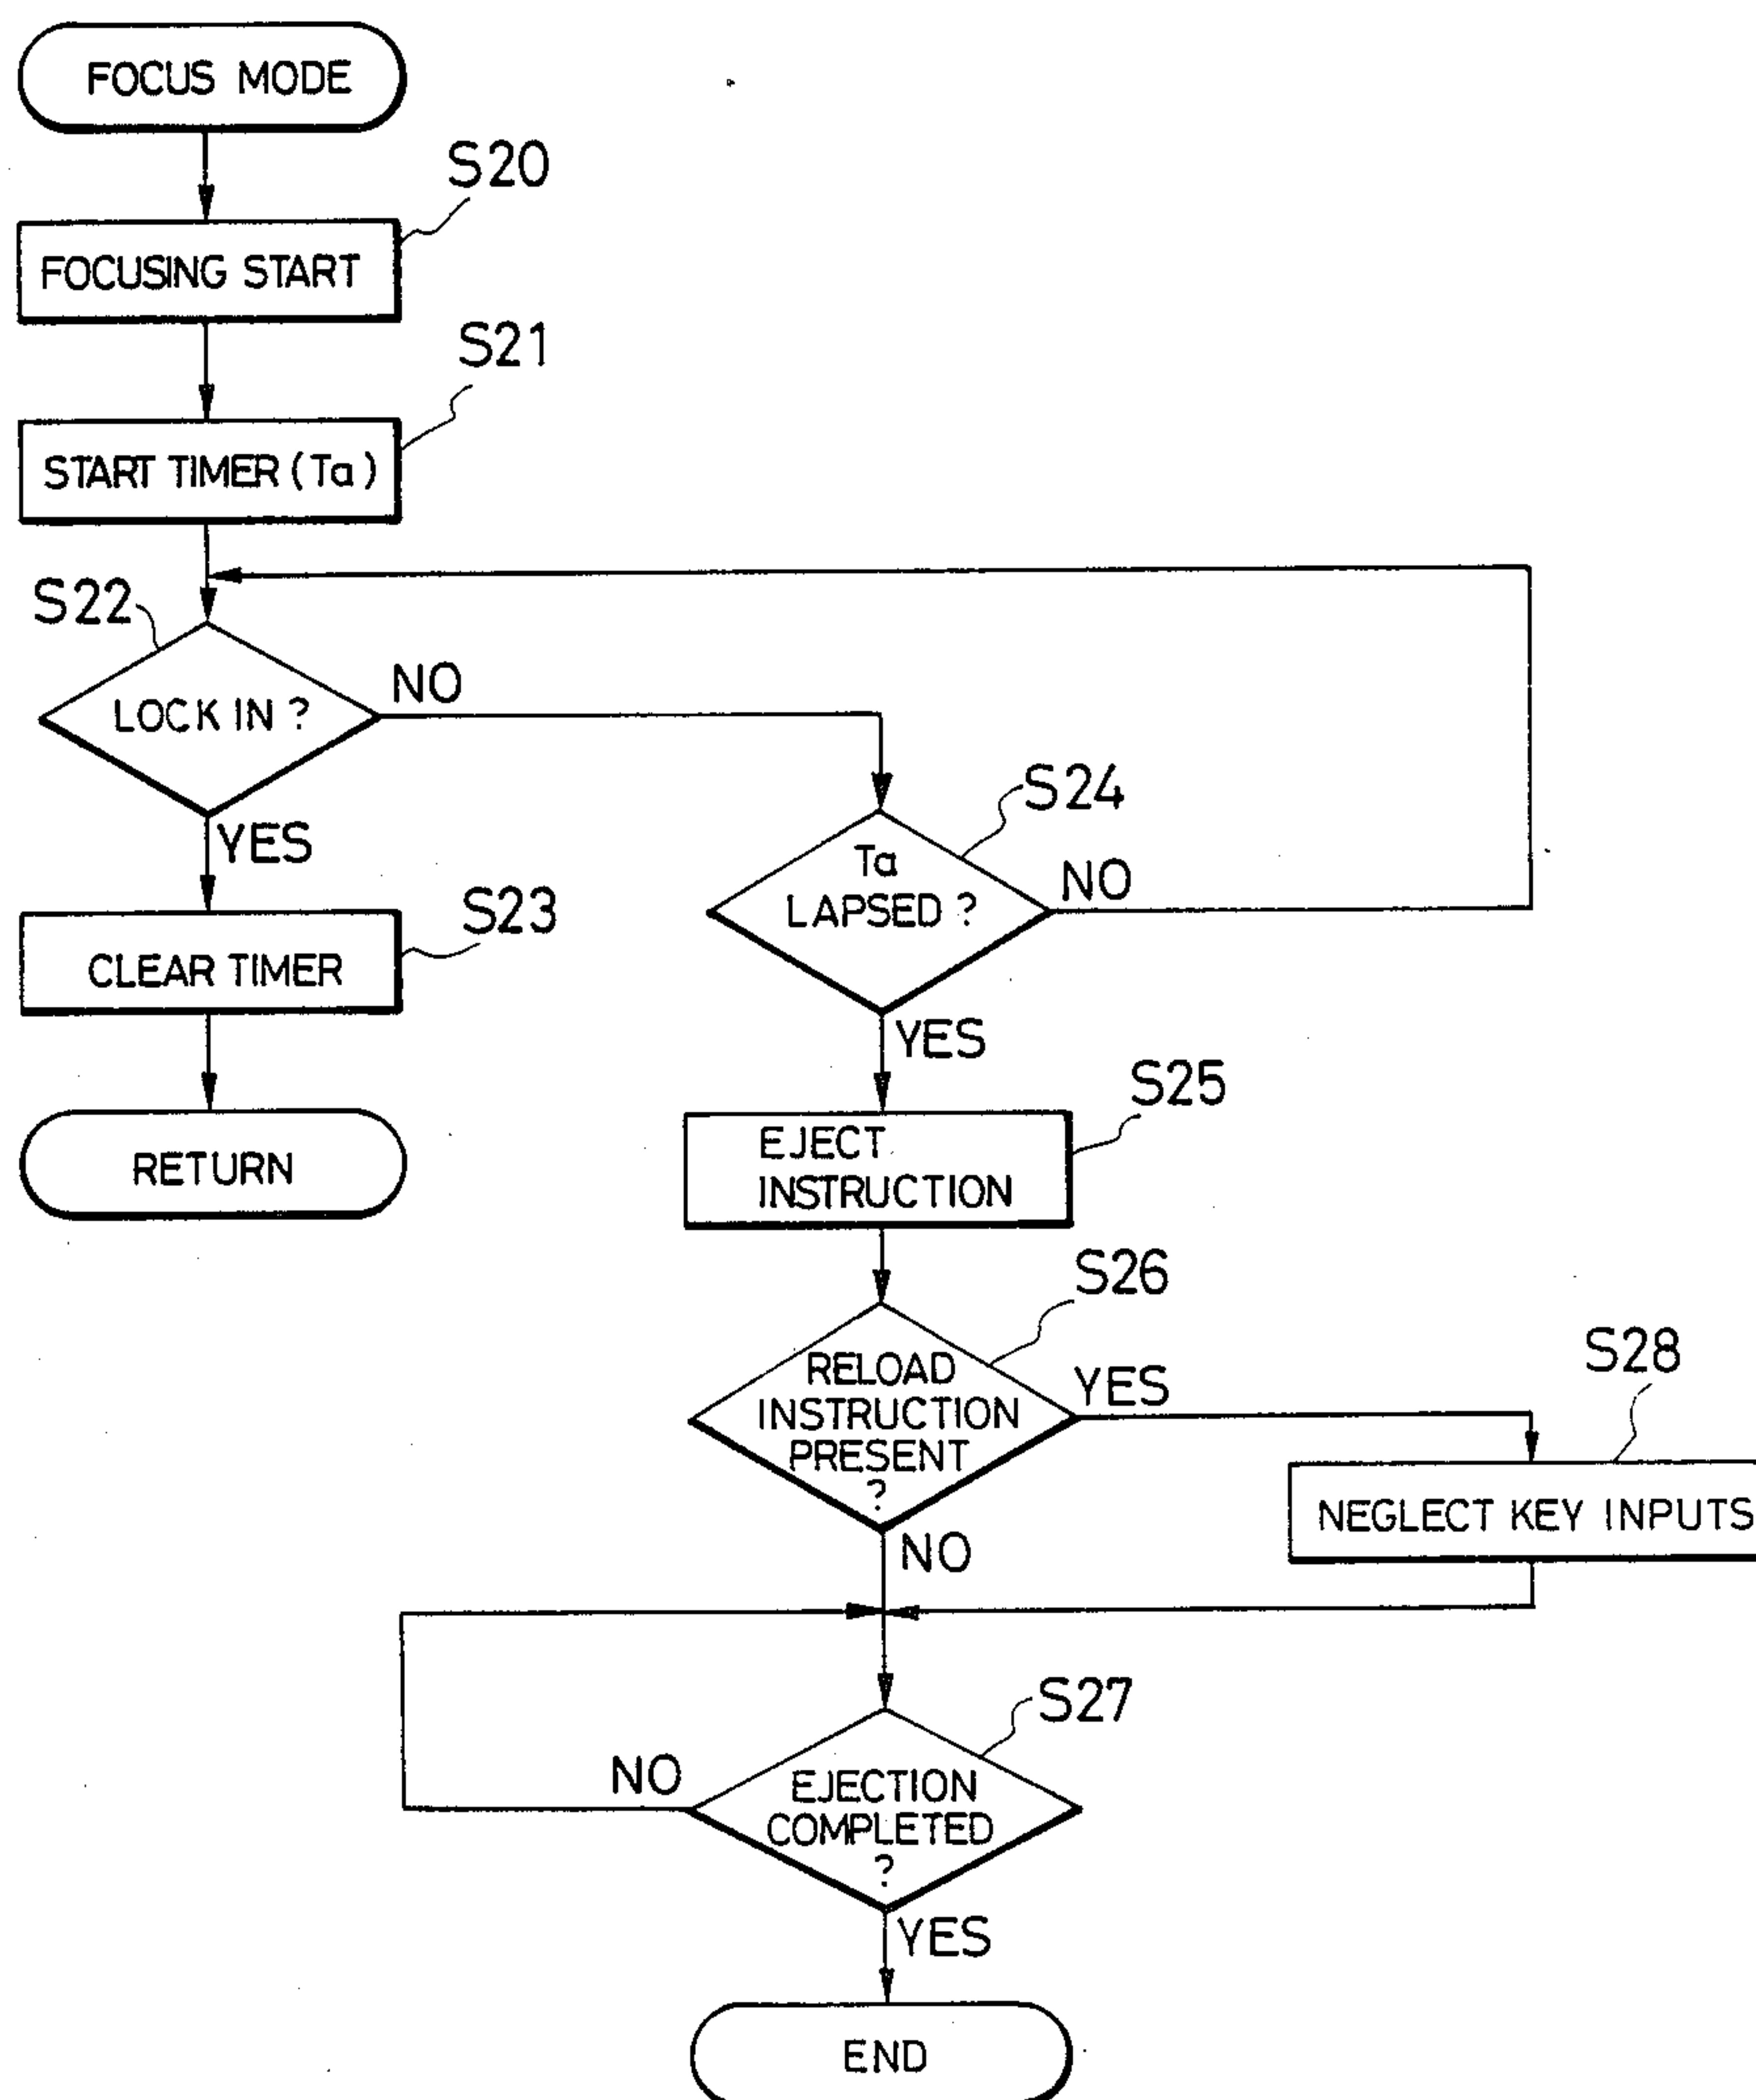 FOCUS MODE
S20
FOCUSING START
S21
START TIMER (Ta)
S22
LOCK IN ?
NO
YES
S23
CLEAR TIMER
RETURN
S24
Ta
LAPSED ?
NO
YES
S25
EJECT
INSTRUCTION
S26
RELOAD
INSTRUCTION
PRESENT
?
YES
S28
NEGLECT KEY INPUTS
NO
S27
EJECTION
COMPLETED
?
NO
YES
END